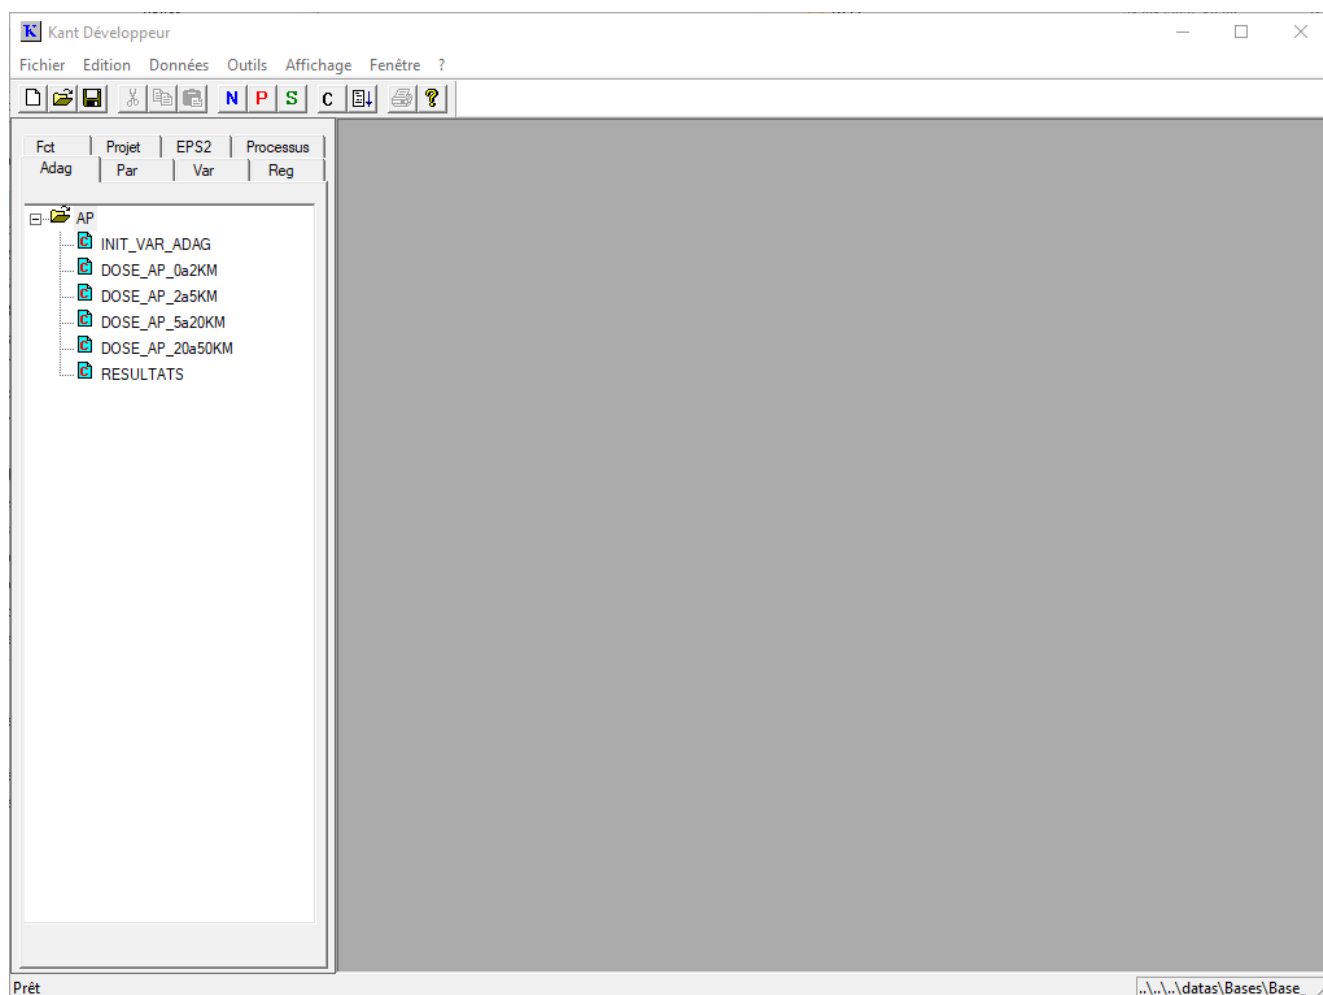 Kant Développeur
Fichier Edition Données Outils Affichage Fenêtre ?
N P S C ?
Fct Projet EPS2 Processus
Adag Par Var Reg
AP
INIT_VAR_ADAG
DOSE_AP_0a2KM
DOSE_AP_2a5KM
DOSE_AP_5a20KM
DOSE_AP_20a50KM
RESULTATS
Prêt ..\..\..\datas\Bases\Base_